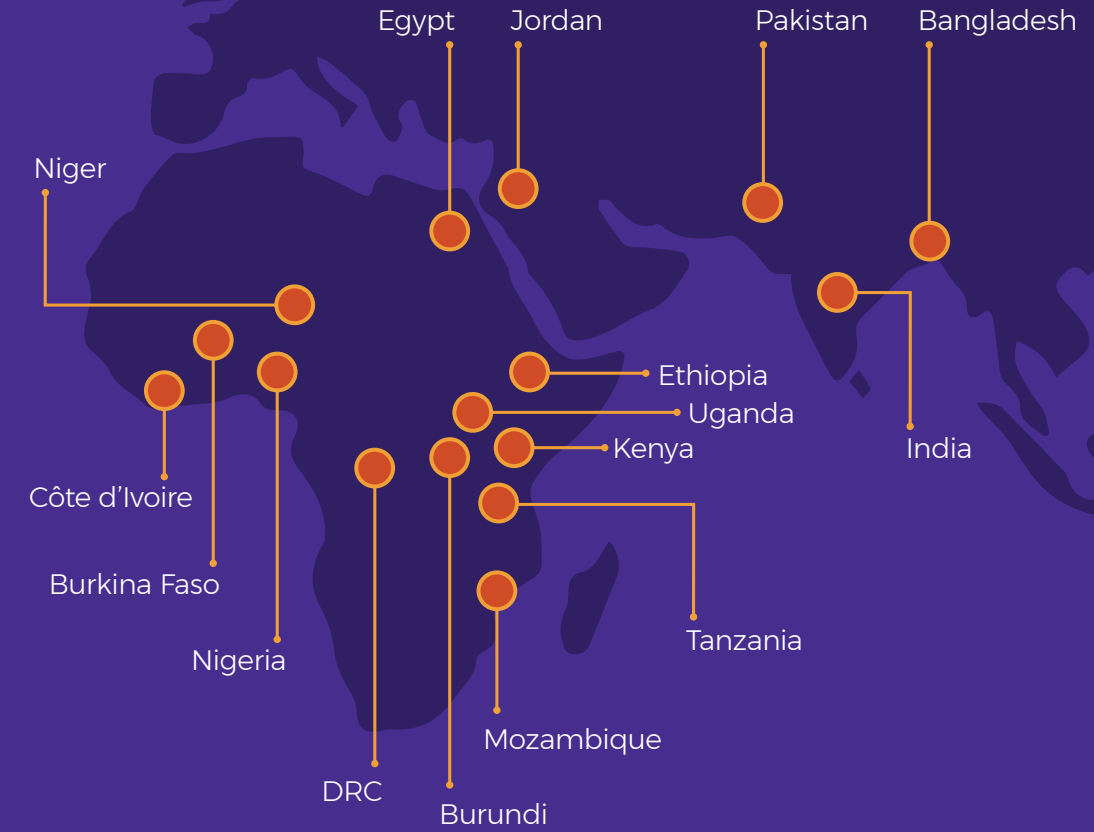 Egypt
Jordan
Pakistan
Bangladesh
Niger
Ethiopia
Uganda
Kenya
India
Côte d’Ivoire
Burkina Faso
Tanzania
Nigeria
Mozambique
DRC
Burundi